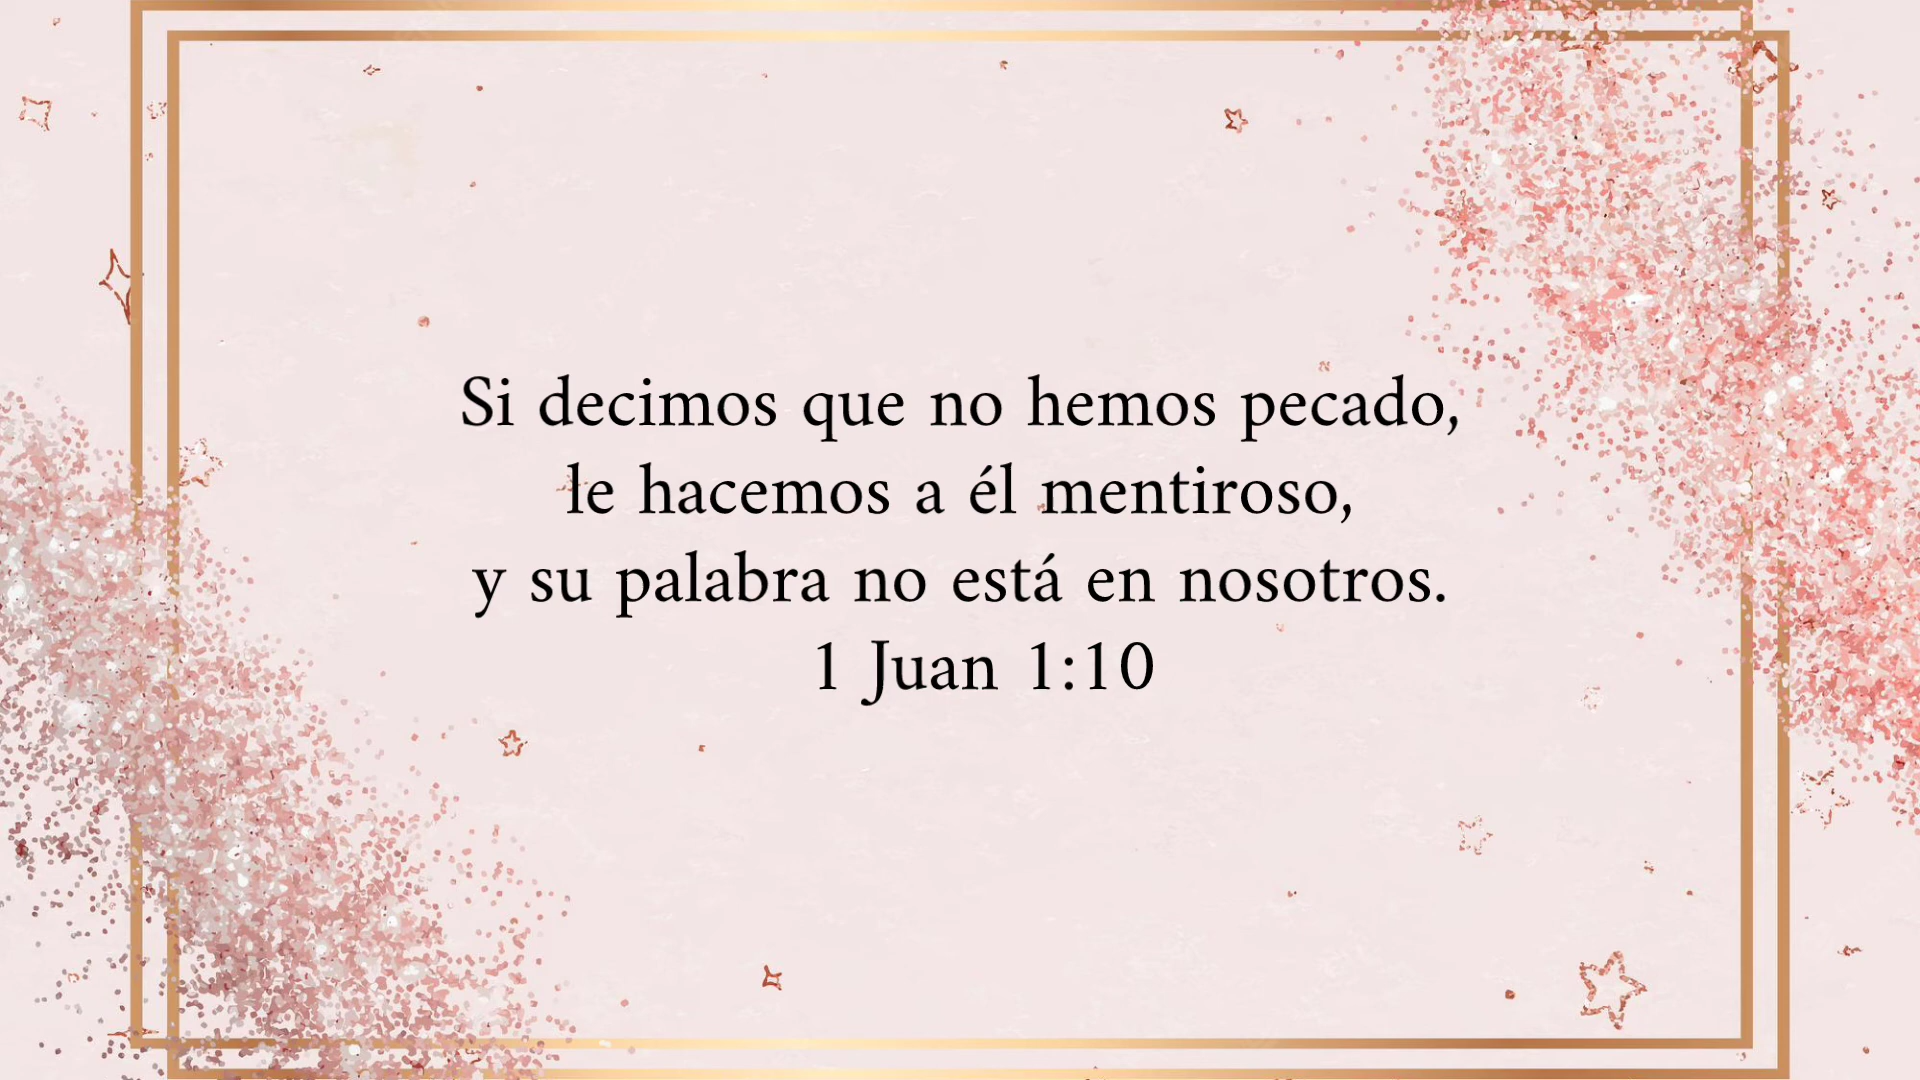 Si decimos que no hemos pecado,
le hacemos a él mentiroso,
y su palabra no está en nosotros.
1 Juan 1:10